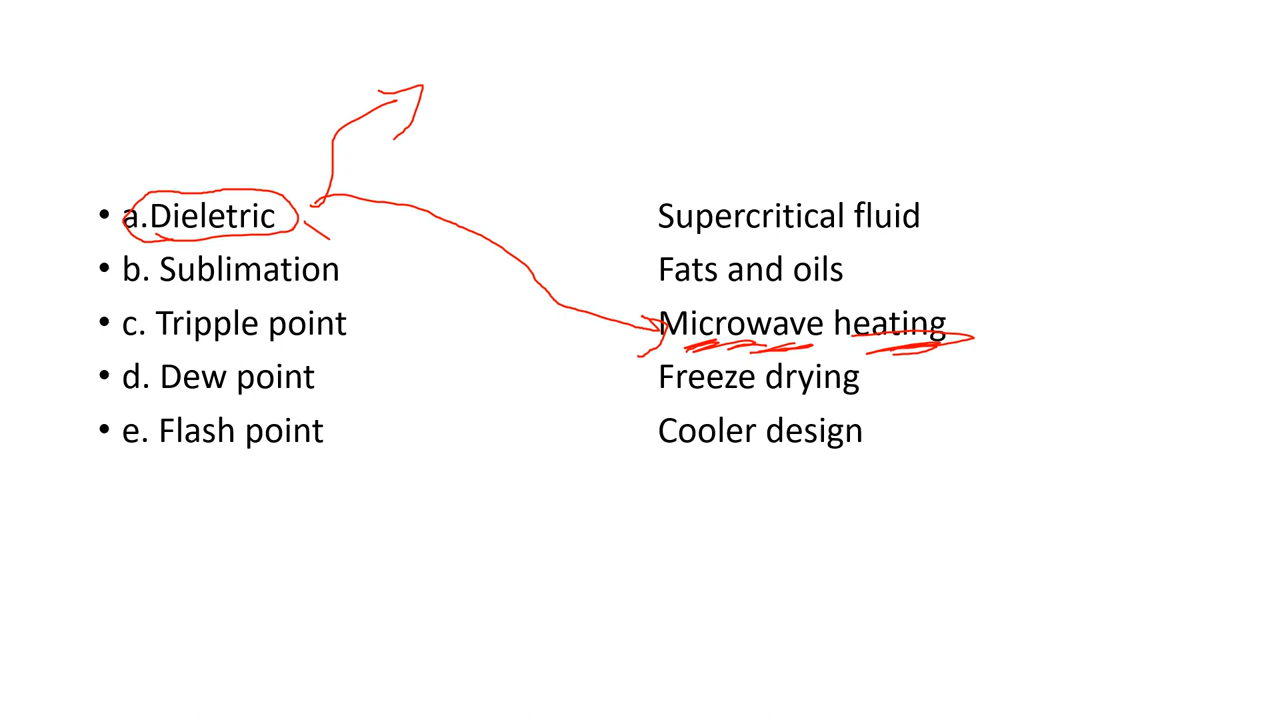 • a.Dieletric Supercritical fluid
• b. Sublimation Fats and oils
• c. Tripple point Microwave heating
• d. Dew point Freeze drying
• e. Flash point Cooler design